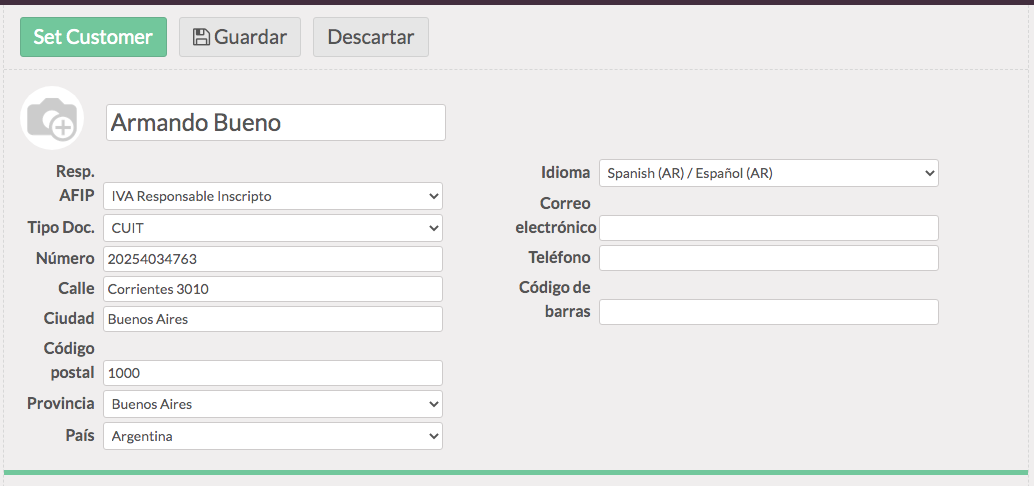 Set Customer Guardar Descartar
Armando Bueno
Resp.
AFIP IVA Responsable Inscripto
Tipo Doc. CUIT
Número 20254034763
Calle Corrientes 3010
Ciudad Buenos Aires
Código
postal 1000
Provincia Buenos Aires
País Argentina
Idioma Spanish (AR) / Español (AR)
Correo
electrónico
Teléfono
Código de
barras